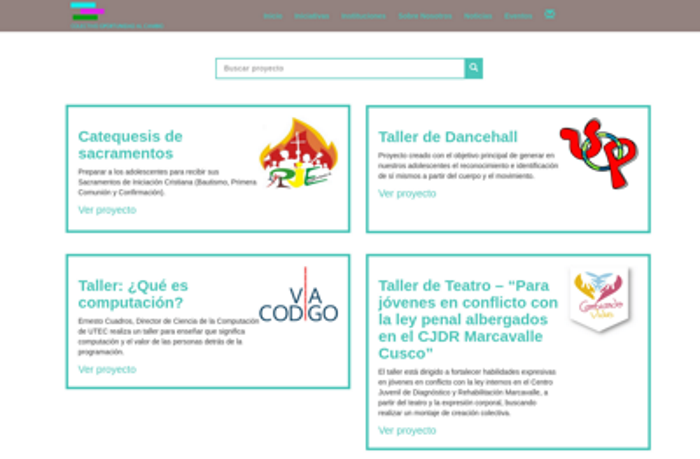 Inicio Iniciativas Instituciones Sobre Nosotros Noticias Eventos
Buscar proyecto
Catequesis de
sacramentos
Preparar a los adolescentes para recibir sus
Sacramentos de Iniciación Cristiana (Bautismo, Primera
Comunión y Confirmación).
Ver proyecto
Taller de Dancehall
Proyecto creado con el objetivo principal de generar en
nuestros adolescentes el reconocimiento e identificación
de sí mismos a partir del cuerpo y el movimiento.
Ver proyecto
Taller: ¿Qué es
computación?
Ernesto Cuadros, Director de Ciencia de la Computación
de UTEC realiza un taller para enseñar que significa
computación y el valor de las personas detrás de la
programación.
Ver proyecto
VIA
CODIGO
Taller de Teatro – “Para
jóvenes en conflicto con
la ley penal albergados
en el CJDR Marcavalle
Cusco”
El taller está dirigido a fortalecer habilidades expresivas
en jóvenes en conflicto con la ley internos en el Centro
Juvenil de Diagnóstico y Rehabilitación Marcavalle, a
partir del teatro y la expresión corporal, buscando
realizar un montaje de creación colectiva.
Ver proyecto